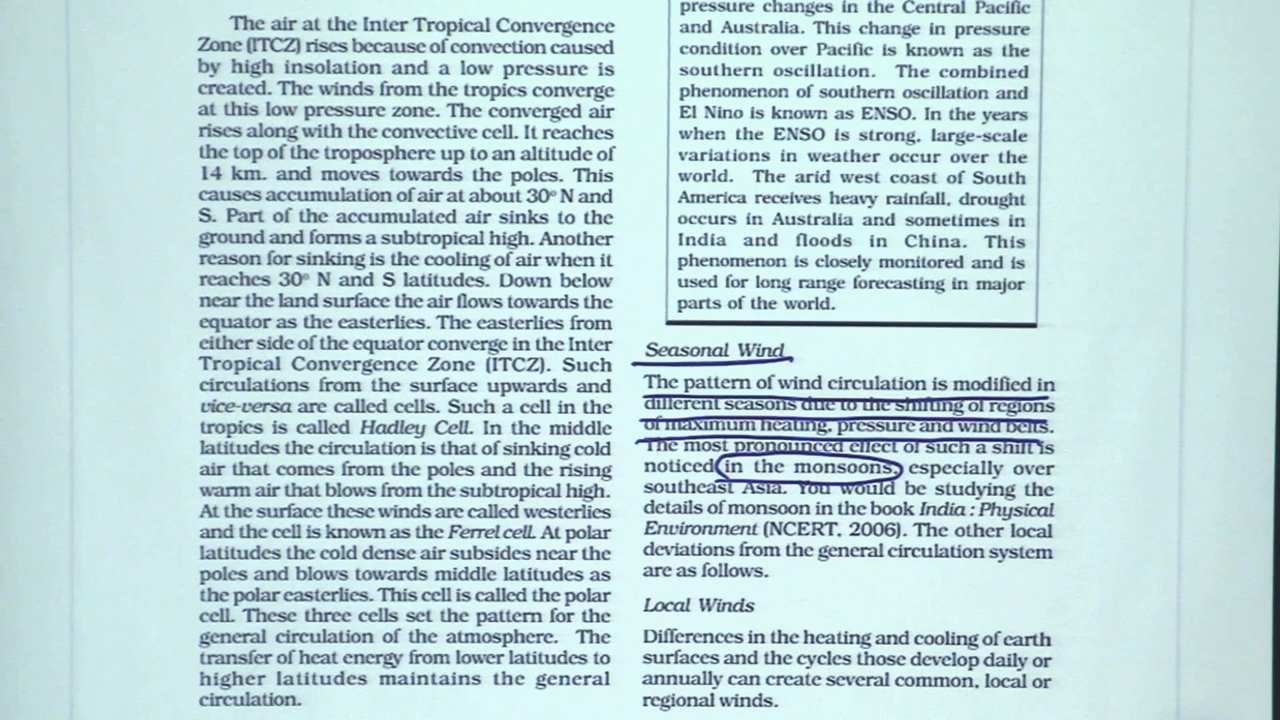 The air at the Inter Tropical Convergence
Zone (ITCZ) rises because of convection caused
by high insolation and a low pressure is
created. The winds from the tropics converge
at this low pressure zone. The converged air
rises along with the convective cell. It reaches
the top of the troposphere up to an altitude of
14 km. and moves towards the poles. This
causes accumulation of air at about 30° N and
S. Part of the accumulated air sinks to the
ground and forms a subtropical high. Another
reason for sinking is the cooling of air when it
reaches 30° N and S latitudes. Down below
near the land surface the air flows towards the
equator as the easterlies. The easterlies from
either side of the equator converge in the Inter
Tropical Convergence Zone (ITCZ). Such
circulations from the surface upwards and
vice-versa are called cells. Such a cell in the
tropics is called Hadley Cell. In the middle
latitudes the circulation is that of sinking cold
air that comes from the poles and the rising
warm air that blows from the subtropical high.
At the surface these winds are called westerlies
and the cell is known as the Ferrel cell. At polar
latitudes the cold dense air subsides near the
poles and blows towards middle latitudes as
the polar easterlies. This cell is called the polar
cell. These three cells set the pattern for the
general circulation of the atmosphere. The
transfer of heat energy from lower latitudes to
higher latitudes maintains the general
circulation.
pressure changes in the Central Pacific
and Australia. This change in pressure
condition over Pacific is known as the
southern oscillation. The combined
phenomenon of southern oscillation and
El Nino is known as ENSO. In the years
when the ENSO is strong, large-scale
variations in weather occur over the
world. The arid west coast of South
America receives heavy rainfall, drought
occurs in Australia and sometimes in
India and floods in China. This
phenomenon is closely monitored and is
used for long range forecasting in major
parts of the world.
Seasonal Wind
The pattern of wind circulation is modified in
different seasons due to the shifting of regions
of maximum heating, pressure and wind belts.
The most pronounced effect of such a shift is
noticed in the monsoons, especially over
southeast Asia. You would be studying the
details of monsoon in the book India : Physical
Environment (NCERT, 2006). The other local
deviations from the general circulation system
are as follows.
Local Winds
Differences in the heating and cooling of earth
surfaces and the cycles those develop daily or
annually can create several common, local or
regional winds.